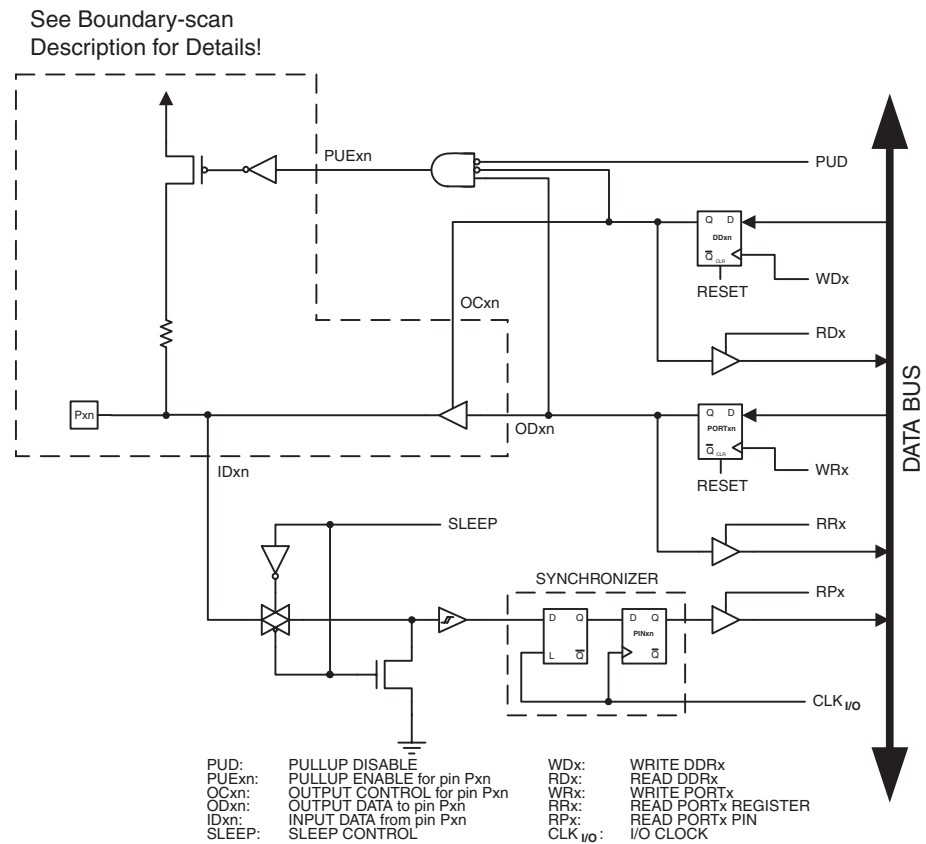 See Boundary-scan
Description for Details!
PUExn
PUD
Q D
DDxn
Q
CLR
WDx
RESET
OCxn
RDx
DATA BUS
Pxn
ODxn
Q D
PORTxn
Q
CLR
WRx
RESET
IDxn
SLEEP
RRx
SYNCHRONIZER
RPx
D Q
L Q
D Q
PINxn
Q
CLK I/O
PUD: PULLUP DISABLE
PUExn: PULLUP ENABLE for pin Pxn
OCxn: OUTPUT CONTROL for pin Pxn
ODxn: OUTPUT DATA to pin Pxn
IDxn: INPUT DATA from pin Pxn
SLEEP: SLEEP CONTROL
WDx: WRITE DDRx
RDx: READ DDRx
WRx: WRITE PORTx
RRx: READ PORTx REGISTER
RPx: READ PORTx PIN
CLK I/O: I/O CLOCK